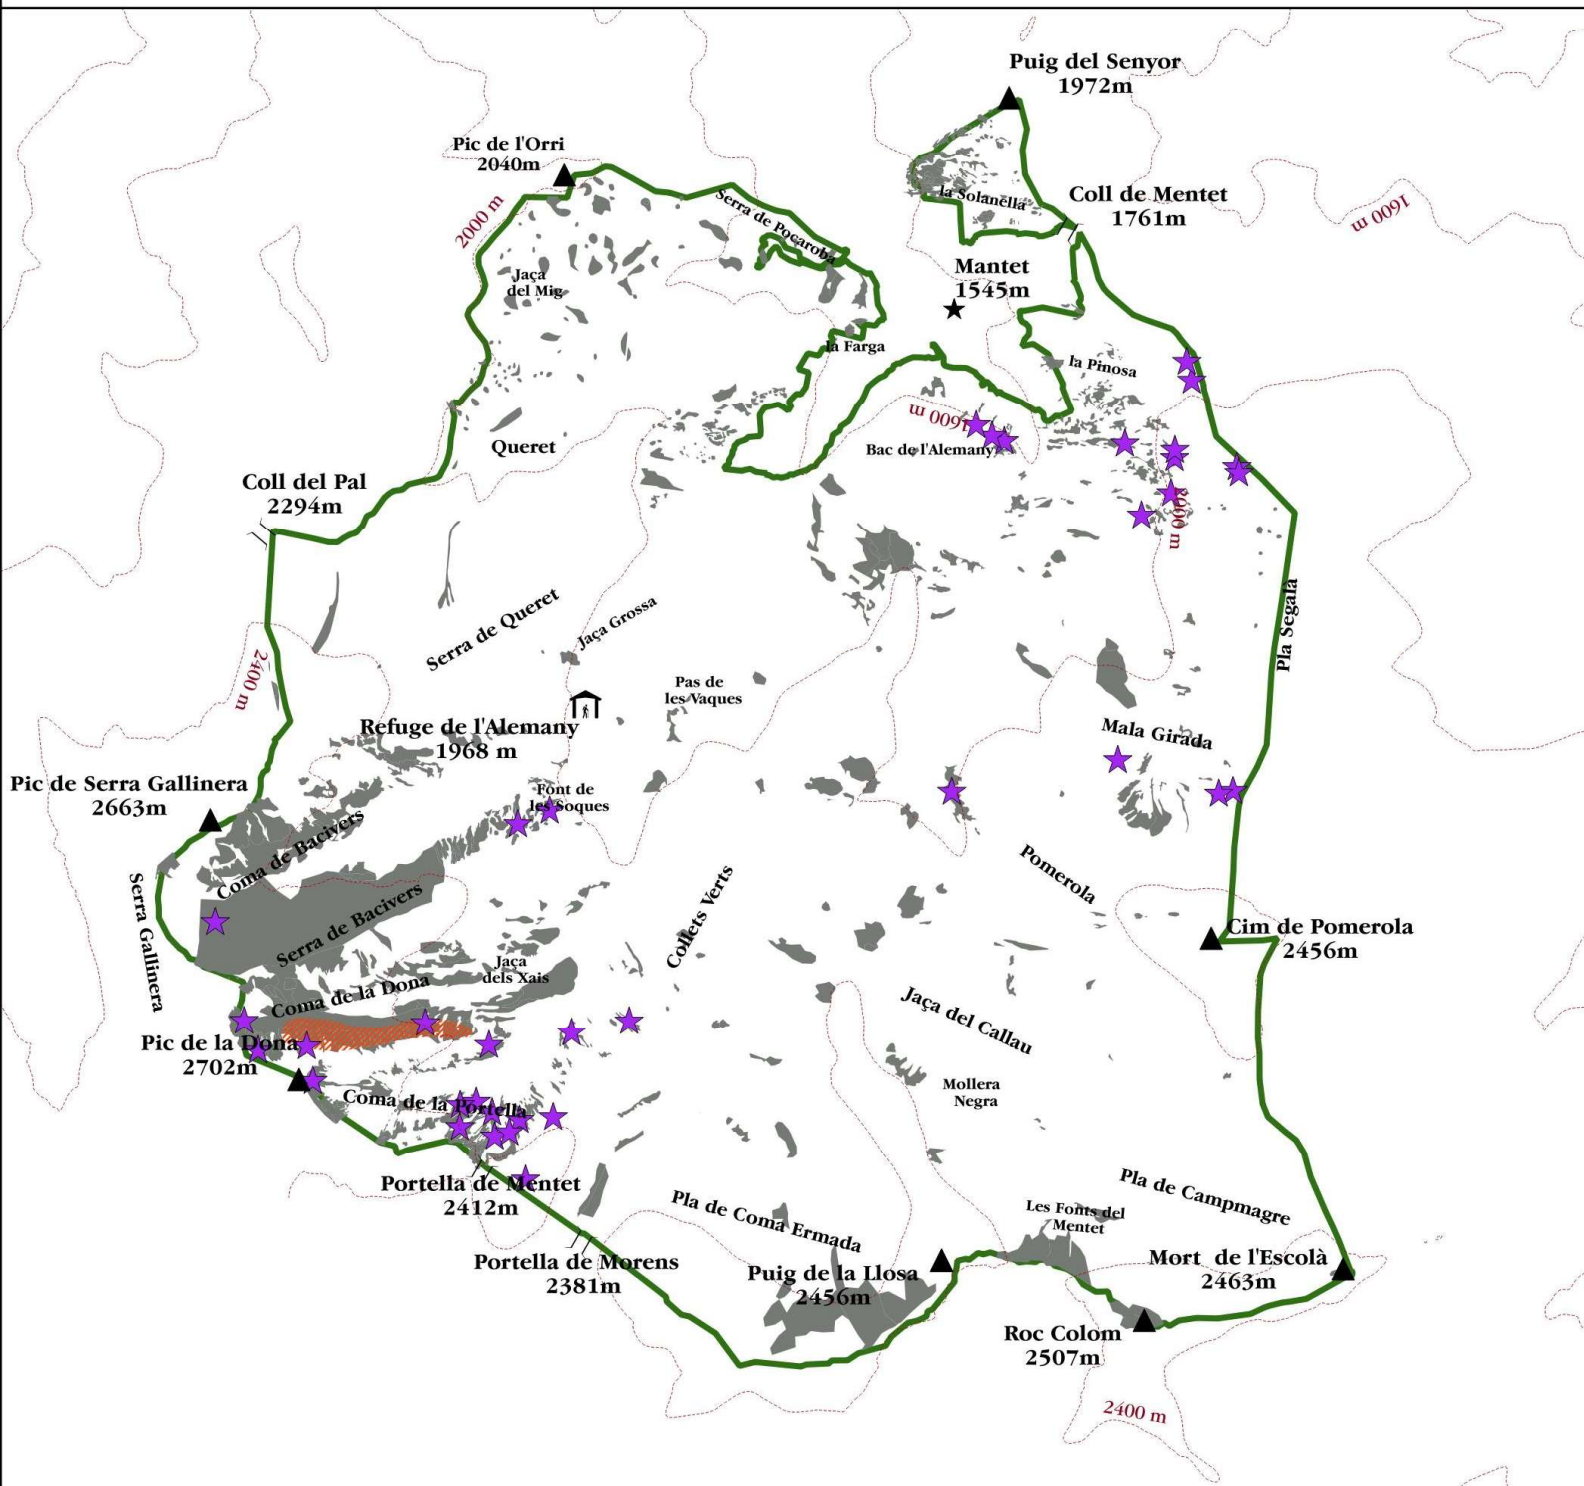 Puig del Senyor
1972m
Pic de l'Orri
2040m
la Solanella
Coll de Mentet
1761m
1600 m
Serra de Pocaroba
2000 m
Mantet
1545m
Jaça
del Mig
la Farga
la Pinosa
1600 m
Queret
Bac de l'Alemany
Coll del Pal
2294m
2000 m
Serra de Queret
Jaça Grossa
Pla Segalà
2400 m
Pas de
les Vaques
Refuge de l'Alemany
1968 m
Mala Girada
Pic de Serra Gallinera
2663m
Font de
les Soques
Coma de Bacivers
Serra Gallinera
Serra de Bacivers
Collets Verts
Pomerola
Cim de Pomerola
2456m
Jaça
dels Xais
Coma de la Dona
Jaça del Callau
Pic de la Dona
2702m
Mollera
Negra
Coma de la Portella
Portella de Mentet
2412m
Pla de Coma Ermada
Pla de Campmagre
Les Fonts del
Mentet
Portella de Morens
2381m
Puig de la Llosa
2456m
Mort de l'Escolà
2463m
Roc Colom
2507m
2400 m